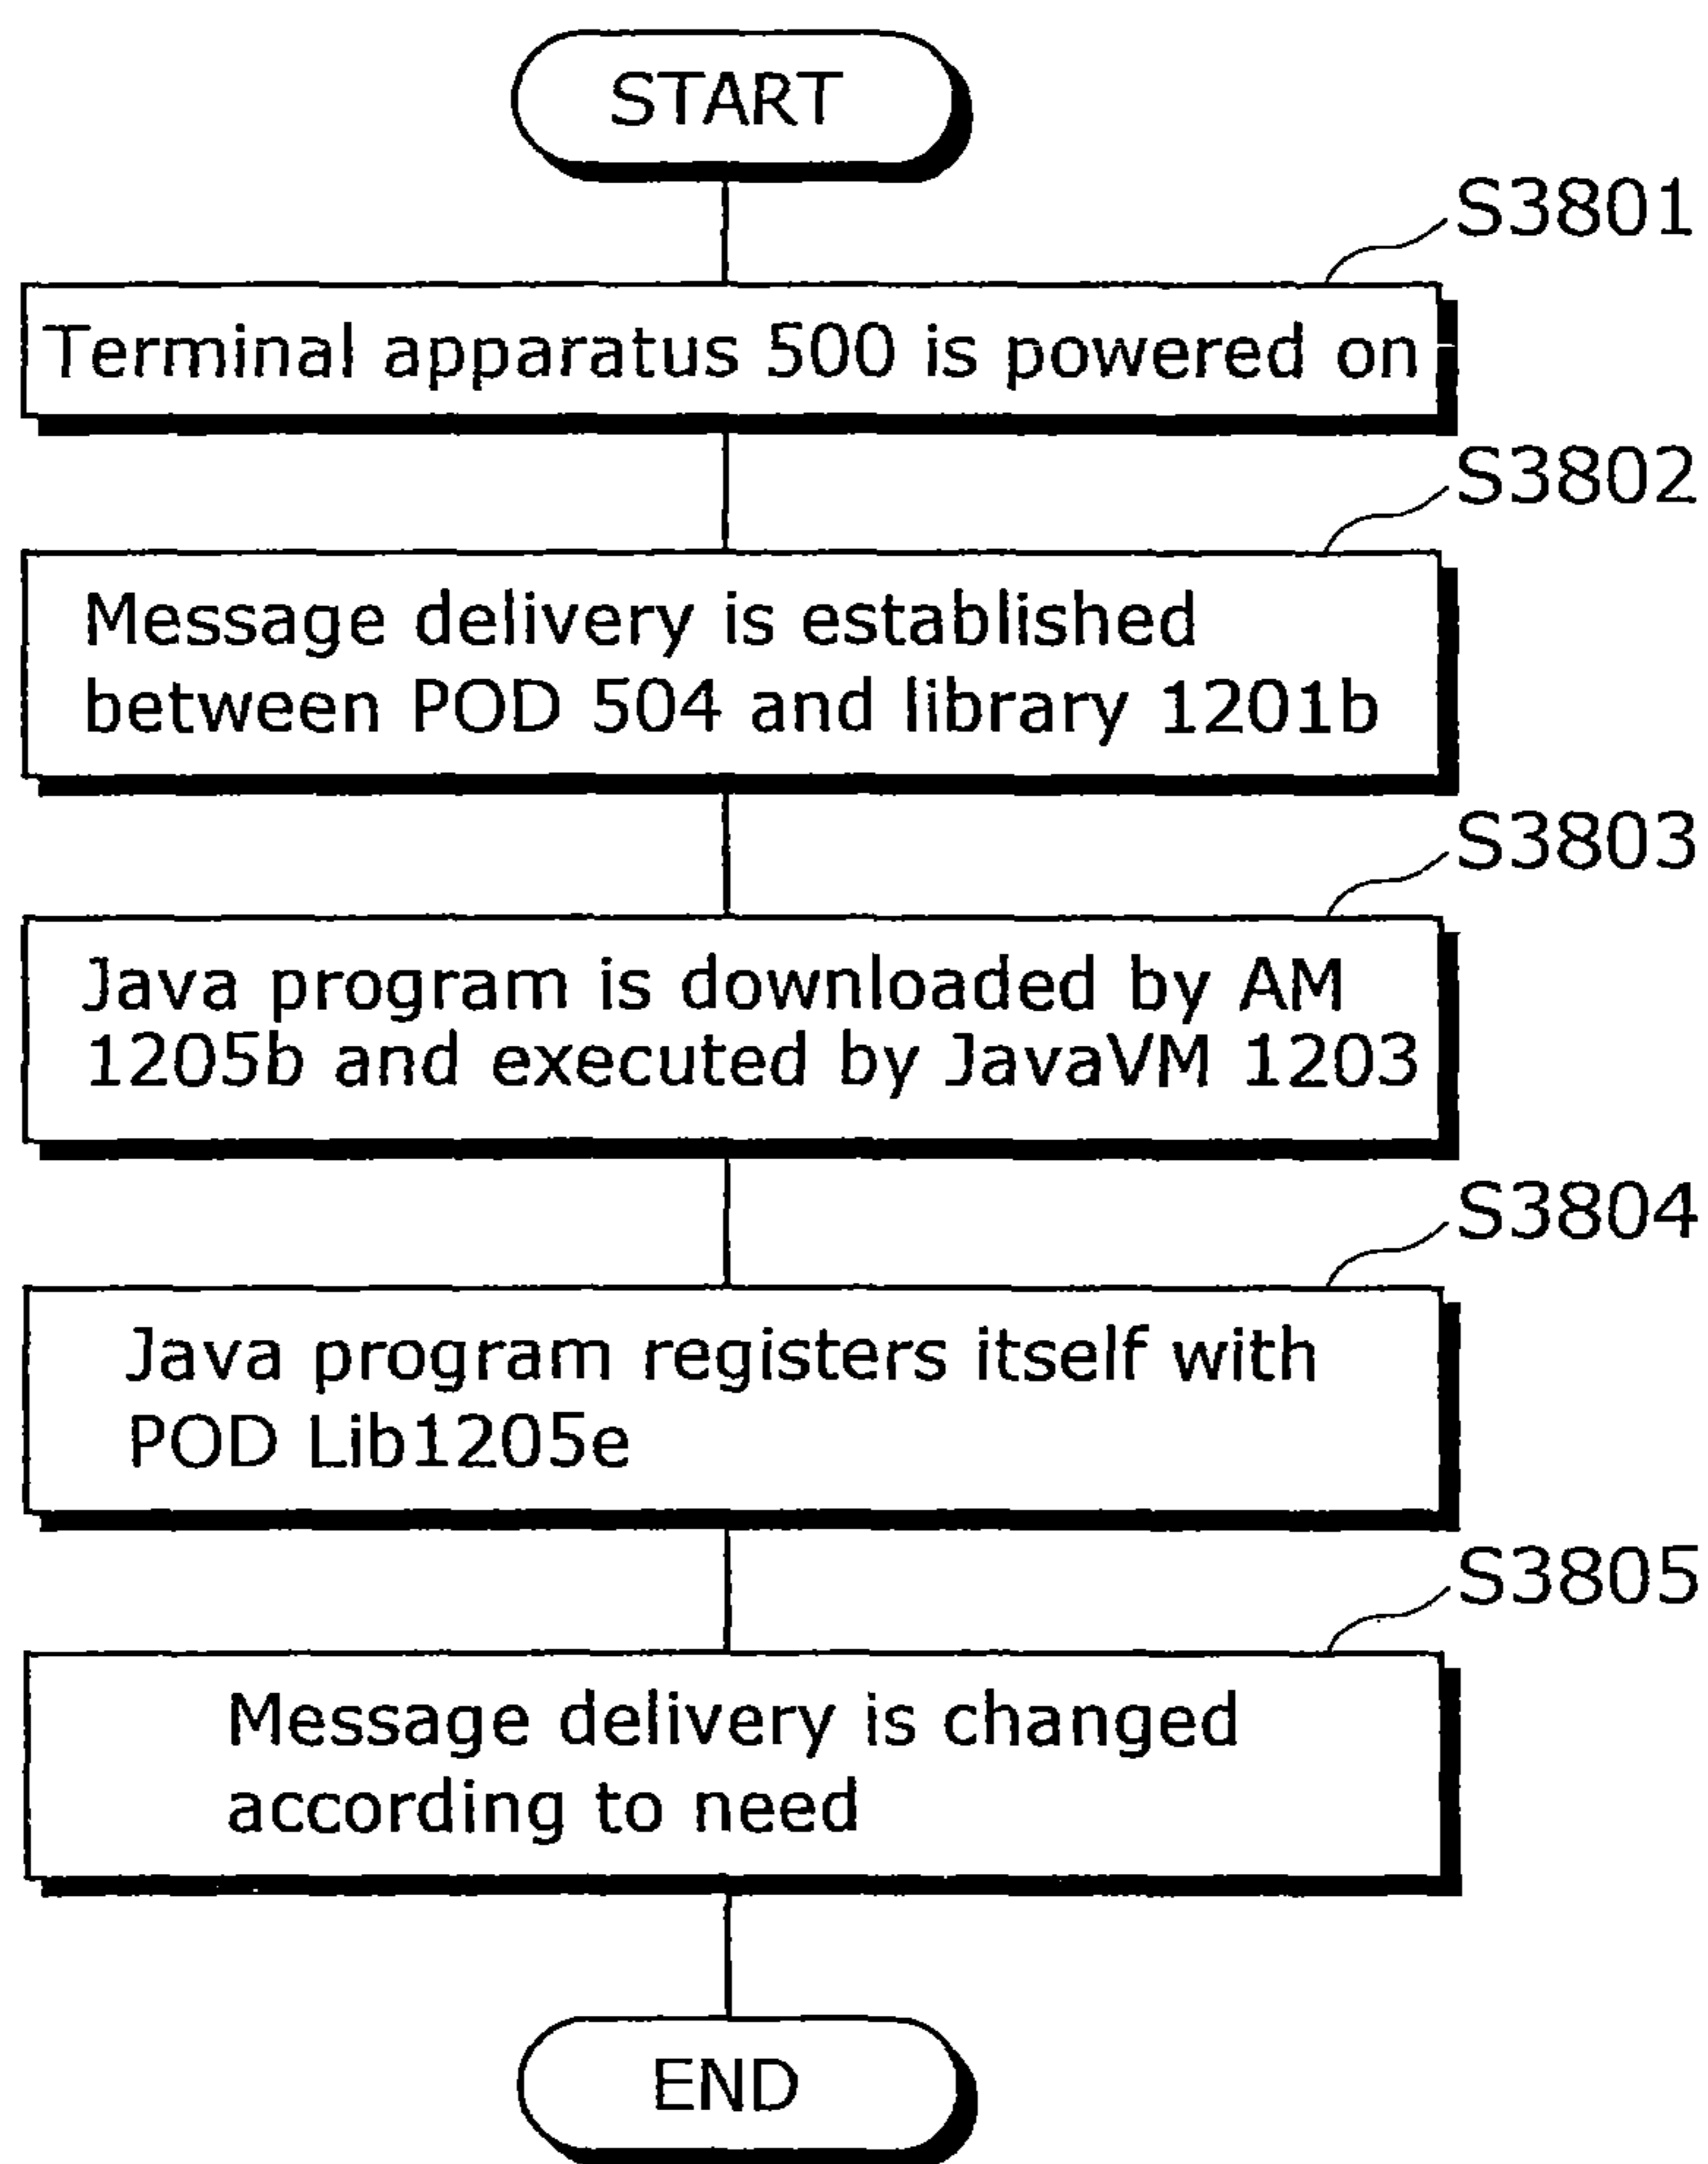 START
S3801
Terminal apparatus 500 is powered on
S3802
Message delivery is established
between POD 504 and library 1201b
S3803
Java program is downloaded by AM
1205b and executed by JavaVM 1203
S3804
Java program registers itself with
POD Lib1205e
S3805
Message delivery is changed
according to need
END